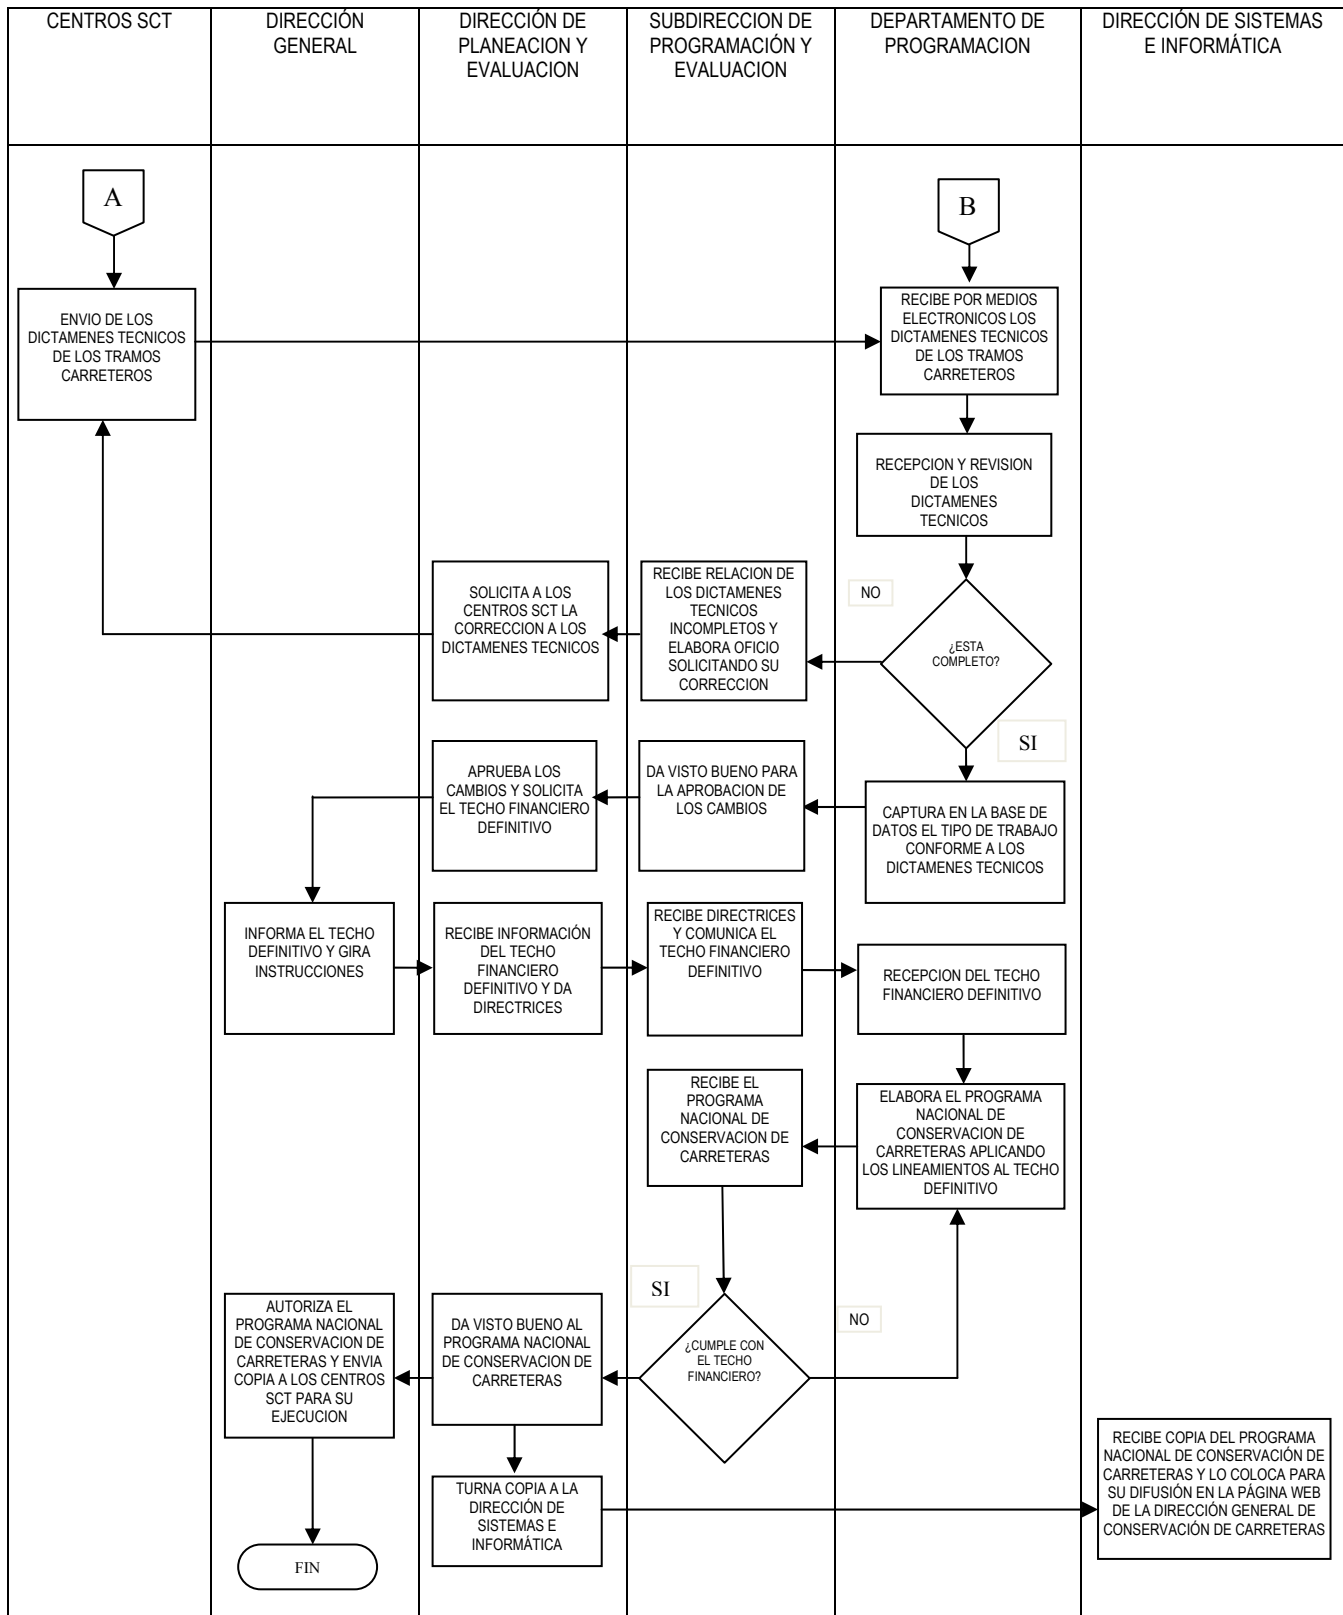 CENTROS SCT
DIRECCIÓN
GENERAL
DIRECCIÓN DE
PLANEACION Y
EVALUACION
SUBDIRECCION DE
PROGRAMACIÓN Y
EVALUACION
DEPARTAMENTO DE
PROGRAMACION
DIRECCIÓN DE SISTEMAS
E INFORMÁTICA
A
B
ENVIO DE LOS
DICTAMENES TECNICOS
DE LOS TRAMOS
CARRETEROS
RECIBE POR MEDIOS
ELECTRONICOS LOS
DICTAMENES TECNICOS
DE LOS TRAMOS
CARRETEROS
RECEPCION Y REVISION
DE LOS
DICTAMENES
TECNICOS
SOLICITA A LOS
CENTROS SCT LA
CORRECCION A LOS
DICTAMENES TECNICOS
RECIBE RELACION DE
LOS DICTAMENES
TECNICOS
INCOMPLETOS Y
ELABORA OFICIO
SOLICITANDO SU
CORRECCION
NO
¿ESTA
COMPLETO?
SI
APRUEBA LOS
CAMBIOS Y SOLICITA
EL TECHO FINANCIERO
DEFINITIVO
DA VISTO BUENO PARA
LA APROBACION DE
LOS CAMBIOS
CAPTURA EN LA BASE DE
DATOS EL TIPO DE TRABAJO
CONFORME A LOS
DICTAMENES TECNICOS
INFORMA EL TECHO
DEFINITIVO Y GIRA
INSTRUCCIONES
RECIBE INFORMACIÓN
DEL TECHO
FINANCIERO
DEFINITIVO Y DA
DIRECTRICES
RECIBE DIRECTRICES
Y COMUNICA EL
TECHO FINANCIERO
DEFINITIVO
RECEPCION DEL TECHO
FINANCIERO DEFINITIVO
RECIBE EL
PROGRAMA
NACIONAL DE
CONSERVACION DE
CARRETERAS
ELABORA EL PROGRAMA
NACIONAL DE
CONSERVACION DE
CARRETERAS APLICANDO
LOS LINEAMIENTOS AL TECHO
DEFINITIVO
AUTORIZA EL
PROGRAMA NACIONAL
DE CONSERVACION DE
CARRETERAS Y ENVIA
COPIA A LOS CENTROS
SCT PARA SU
EJECUCION
DA VISTO BUENO AL
PROGRAMA NACIONAL
DE CONSERVACION DE
CARRETERAS
SI
¿CUMPLE CON
EL TECHO
FINANCIERO?
NO
TURNA COPIA A LA
DIRECCIÓN DE
SISTEMAS E
INFORMÁTICA
RECIBE COPIA DEL PROGRAMA
NACIONAL DE CONSERVACIÓN DE
CARRETERAS Y LO COLOCA PARA
SU DIFUSIÓN EN LA PÁGINA WEB
DE LA DIRECCIÓN GENERAL DE
CONSERVACIÓN DE CARRETERAS
FIN